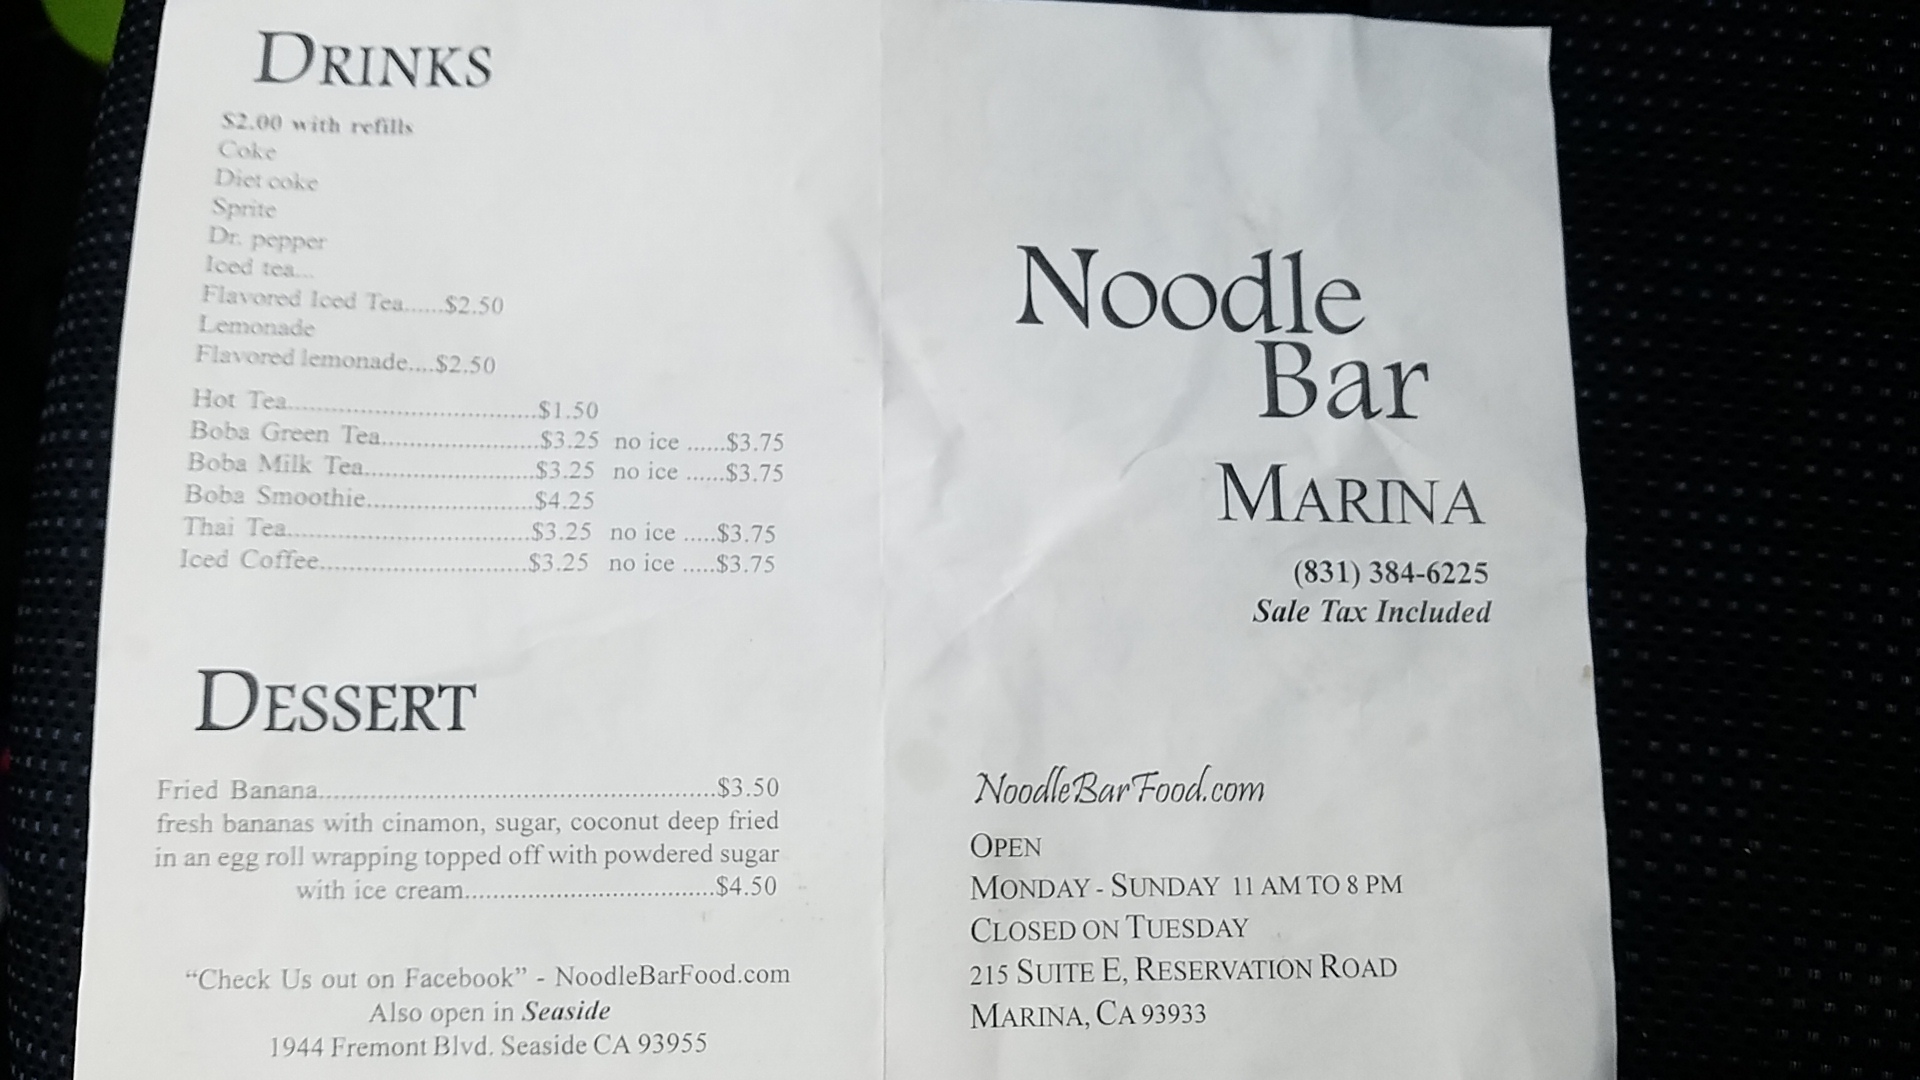 DRINKS
$2.00 with refills
Coke
Diet coke
Sprite
Dr. pepper
Iced tea...
Flavored Iced Tea......$2.50
Lemonade
Flavored lemonade....$2.50
Hot Tea..................................$1.50
Boba Green Tea......................$3.25 no ice ......$3.75
Boba Milk Tea........................$3.25 no ice ......$3.75
Boba Smoothie.......................$4.25
Thai Tea.................................$3.25 no ice .....$3.75
Iced Coffee............................$3.25 no ice .....$3.75
DESSERT
Fried Banana......................................................$3.50
fresh bananas with cinamon, sugar, coconut deep fried
in an egg roll wrapping topped off with powdered sugar
with ice cream..................................$4.50
“Check Us out on Facebook” - NoodleBarFood.com
Also open in Seaside
1944 Fremont Blvd. Seaside CA 93955
Noodle
Bar
MARINA
(831) 384-6225
Sale Tax Included
NoodleBarFood.com
OPEN
MONDAY - SUNDAY 11 AM TO 8 PM
CLOSED ON TUESDAY
215 SUITE E, RESERVATION ROAD
MARINA, CA 93933